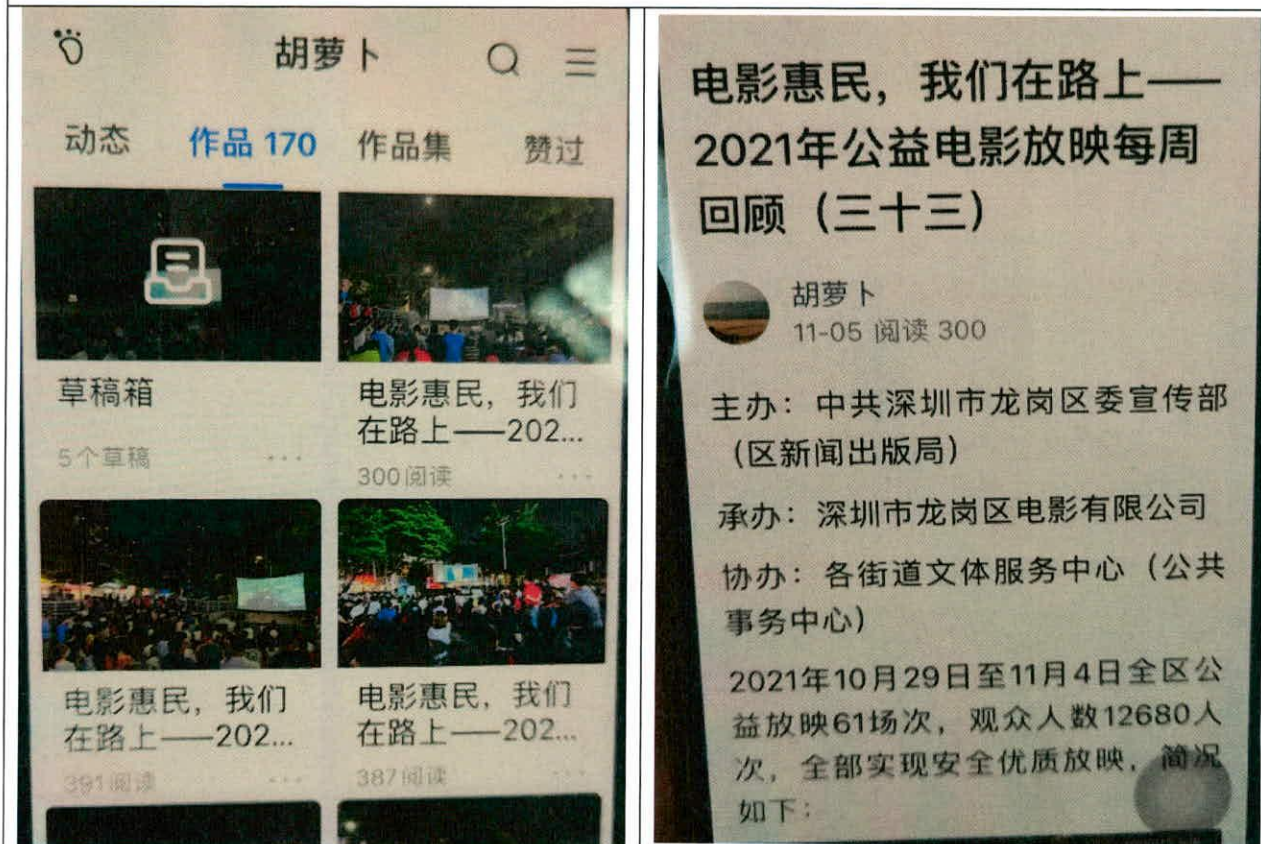 胡萝卜
动态 作品 170 作品集 赞过
草稿箱
5个草稿
电影惠民，我们
在路上——202...
300阅读
电影惠民，我们
在路上——202...
391阅读
电影惠民，我们
在路上——202...
387阅读
电影惠民，我们在路上——
2021年公益电影放映每周
回顾（三十三）
胡萝卜
11-05 阅读 300
主办：中共深圳市龙岗区委宣传部
（区新闻出版局）
承办：深圳市龙岗区电影有限公司
协办：各街道文体服务中心（公共
事务中心）
2021年10月29日至11月4日全区公
益放映61场次，观众人数12680人
次，全部实现安全优质放映，简况
如下：